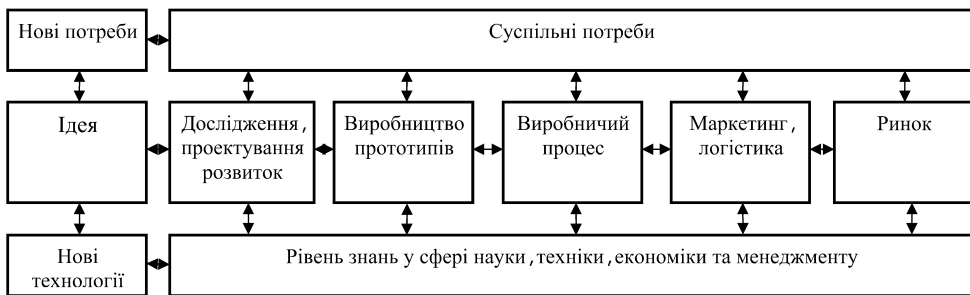 Нові потреби
Суспільні потреби
Ідея
Дослідження,
проектування
розвиток
Виробництво
прототипів
Виробничий
процес
Маркетинг,
логістика
Ринок
Нові
технології
Рівень знань у сфері науки, техніки, економіки та менеджменту